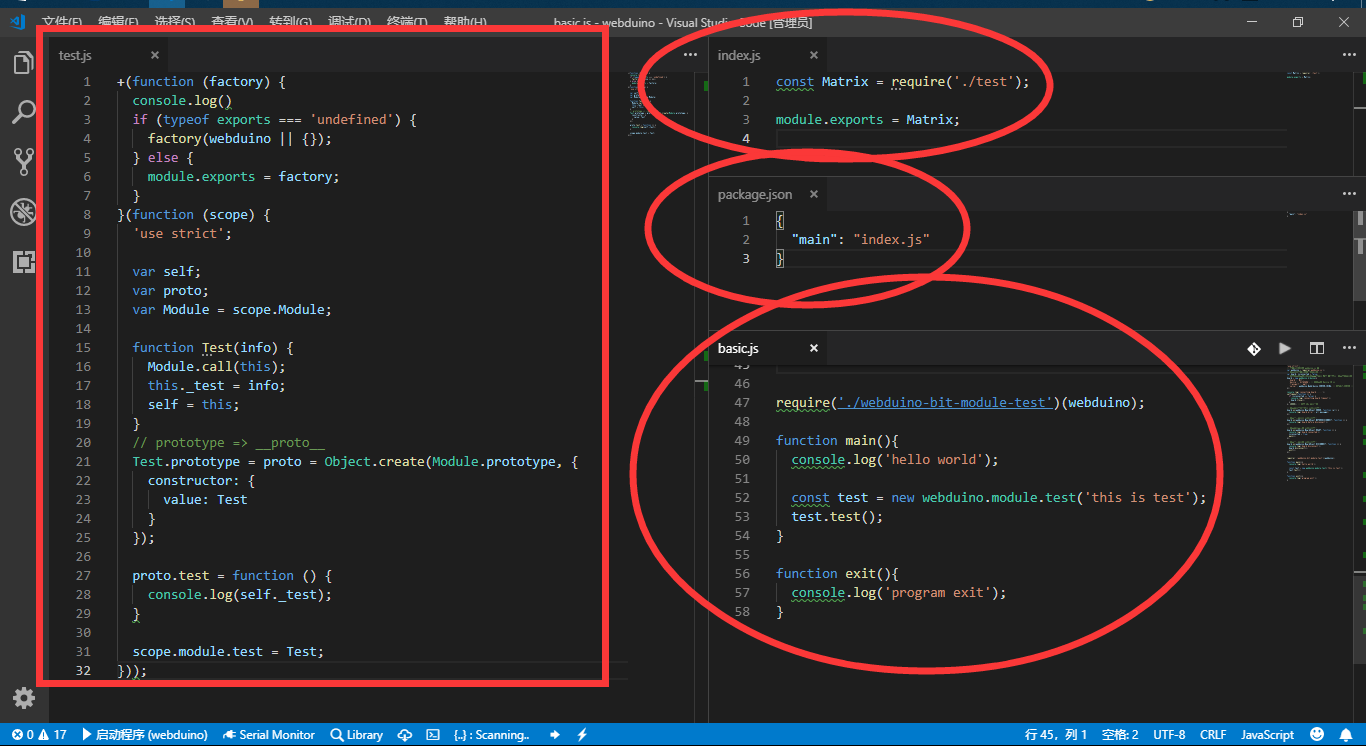 文件(F) 编辑(E) 选择(S) 查看(V) 转到(G) 调试(D) 终端(T) 帮助(H) basic.js - webduino - Visual Studio Code [管理员]
test.js
1 +(function (factory) {
2 console.log()
3 if (typeof exports === 'undefined') {
4 factory(webduino || {});
5 } else {
6 module.exports = factory;
7 }
8 }(function (scope) {
9 'use strict';
10
11 var self;
12 var proto;
13 var Module = scope.Module;
14
15 function Test(info) {
16 Module.call(this);
17 this._test = info;
18 self = this;
19 }
20 // prototype => __proto__
21 Test.prototype = proto = Object.create(Module.prototype, {
22 constructor: {
23 value: Test
24 }
25 });
26
27 proto.test = function () {
28 console.log(self._test);
29 }
30
31 scope.module.test = Test;
32 }));
index.js
1 const Matrix = require('./test');
2
3 module.exports = Matrix;
4
package.json
1 {
2 "main": "index.js"
3 }
basic.js
45
46
47 require('./webduino-bit-module-test')(webduino);
48
49 function main(){
50 console.log('hello world');
51
52 const test = new webduino.module.test('this is test');
53 test.test();
54 }
55
56 function exit(){
57 console.log('program exit');
58 }
0 17 启动程序 (webduino) Serial Monitor Library {..} : Scanning.. 行 45，列 1 空格: 2 UTF-8 CRLF JavaScript